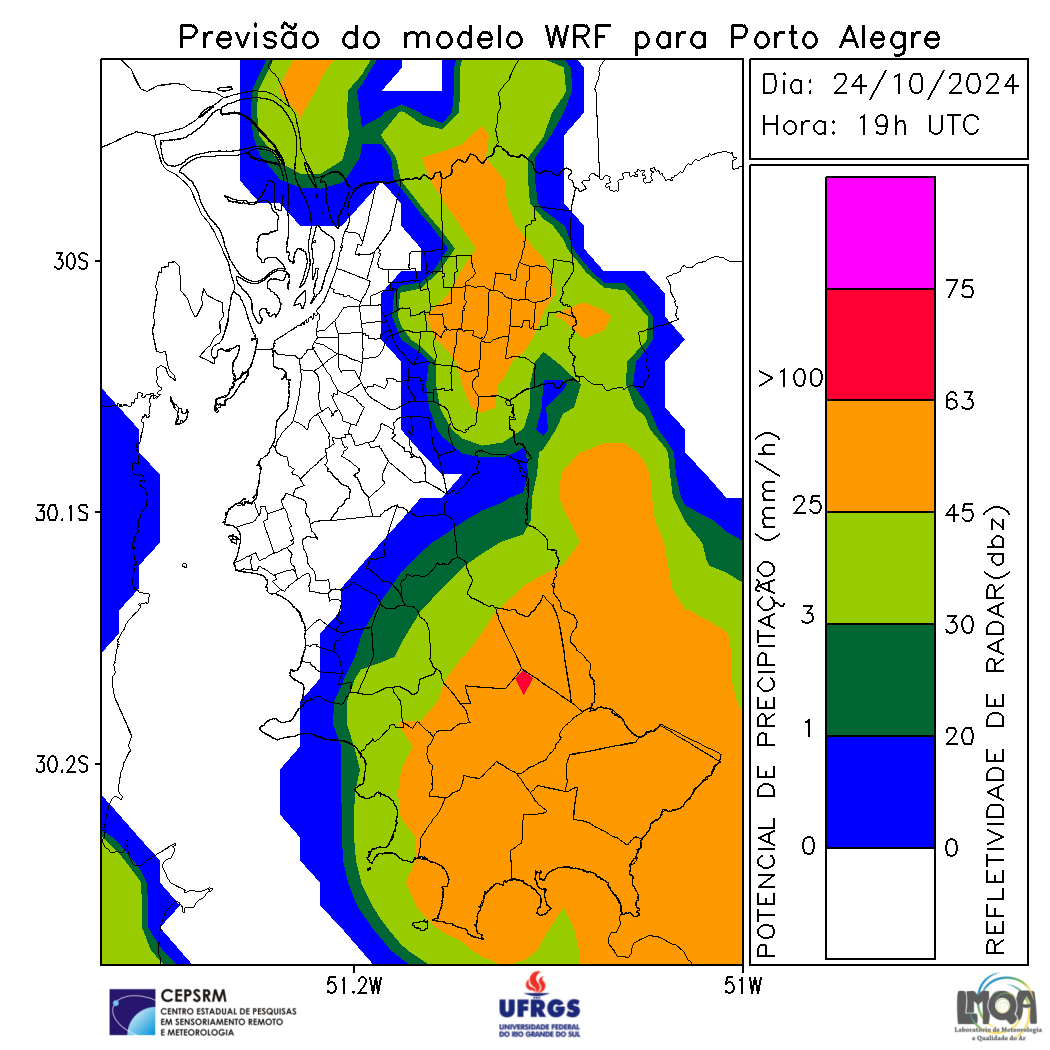 Previsão do modelo WRF para Porto Alegre
Dia: 24/10/2024
Hora: 19h UTC
30S
30.1S
30.2S
51.2W
51W
POTENCIAL DE PRECIPITAÇÃO (mm/h)
>100
25
3
1
0
75
63
45
30
20
0
REFLETIVIDADE DE RADAR(dbz)
CEPSRM
CENTRO ESTADUAL DE PESQUISAS
EM SENSORIAMENTO REMOTO
E METEOROLOGIA
UFRGS
UNIVERSIDADE FEDERAL
DO RIO GRANDE DO SUL
LMQA
Laboratório de Meteorologia
e Qualidade do Ar